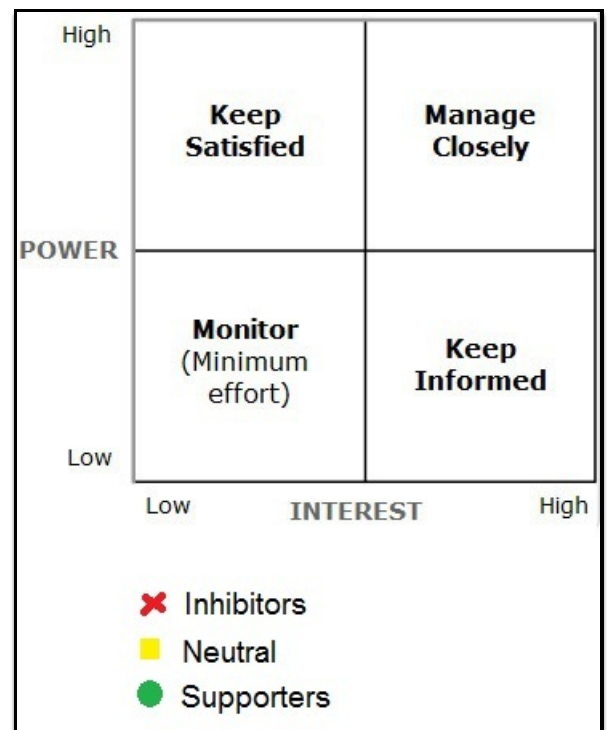 High
Keep
Satisfied
Manage
Closely
POWER
Monitor
(Minimum
effort)
Keep
Informed
Low
Low
INTEREST
High
Inhibitors
Neutral
Supporters